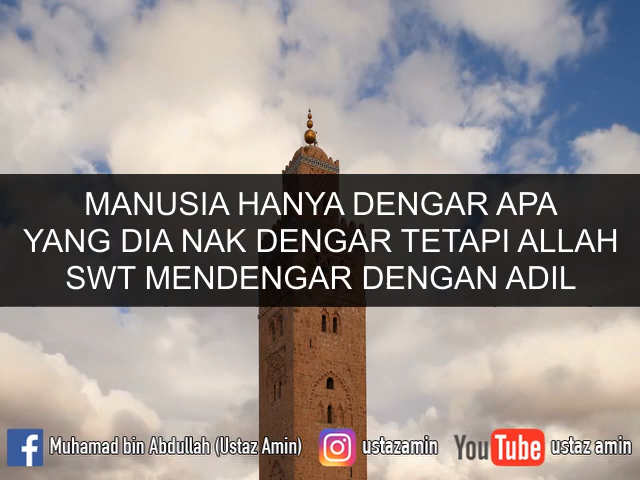 MANUSIA HANYA DENGAR APA
YANG DIA NAK DENGAR TETAPI ALLAH
SWT MENDENGAR DENGAN ADIL
Muhamad bin Abdullah (Ustaz Amin) ustazamin YouTube ustaz amin